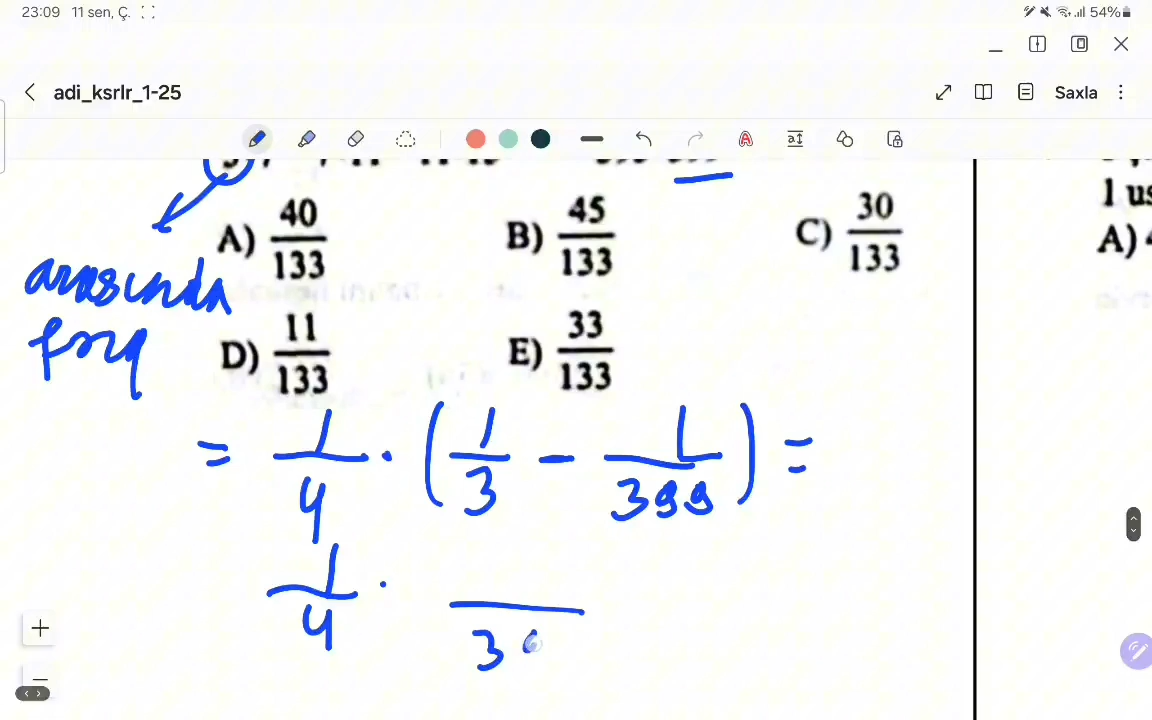 23:09 11 sen, Ç. 54%
adi_ksrlr_1-25 Saxla
1
A) 40/133 B) 45/133 C) 30/133
D) 11/133 E) 33/133
A)
arasında
fərq
= 1/4 · (1/3 - 1/399) =
1/4 ·
3